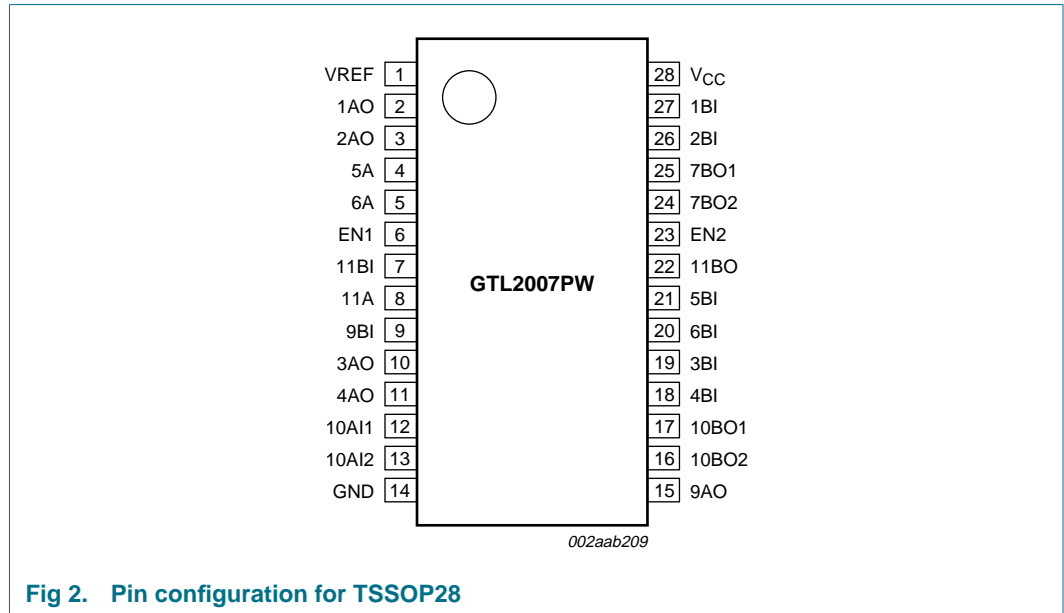 VREF 1 28 VCC
1AO 2 27 1BI
2AO 3 26 2BI
5A 4 25 7BO1
6A 5 24 7BO2
EN1 6 23 EN2
11BI 7 22 11BO
GTL2007PW
11A 8 21 5BI
9BI 9 20 6BI
3AO 10 19 3BI
4AO 11 18 4BI
10AI1 12 17 10BO1
10AI2 13 16 10BO2
GND 14 15 9AO
002aab209
Fig 2. Pin configuration for TSSOP28